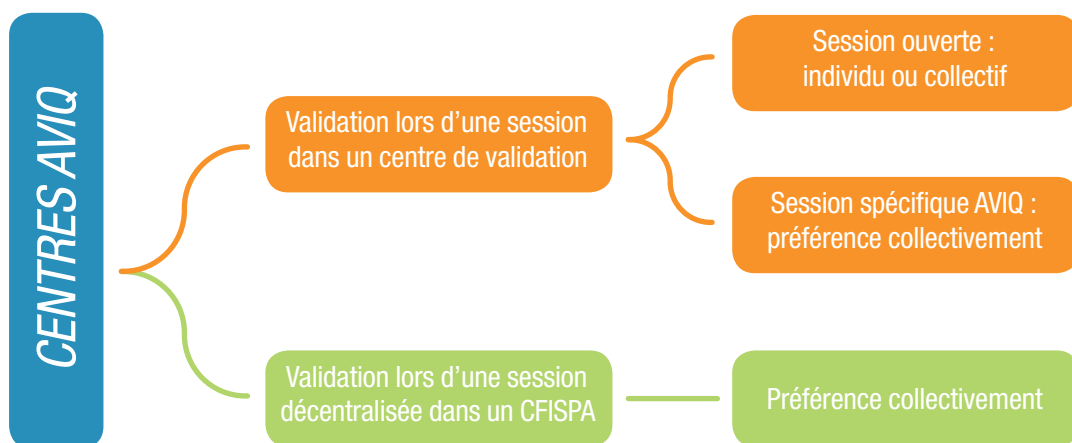 CENTRES AVIQ
Validation lors d'une session
dans un centre de validation
Session ouverte :
individu ou collectif
Session spécifique AVIQ :
préférence collectivement
Validation lors d'une session
décentralisée dans un CFISPA
Préférence collectivement